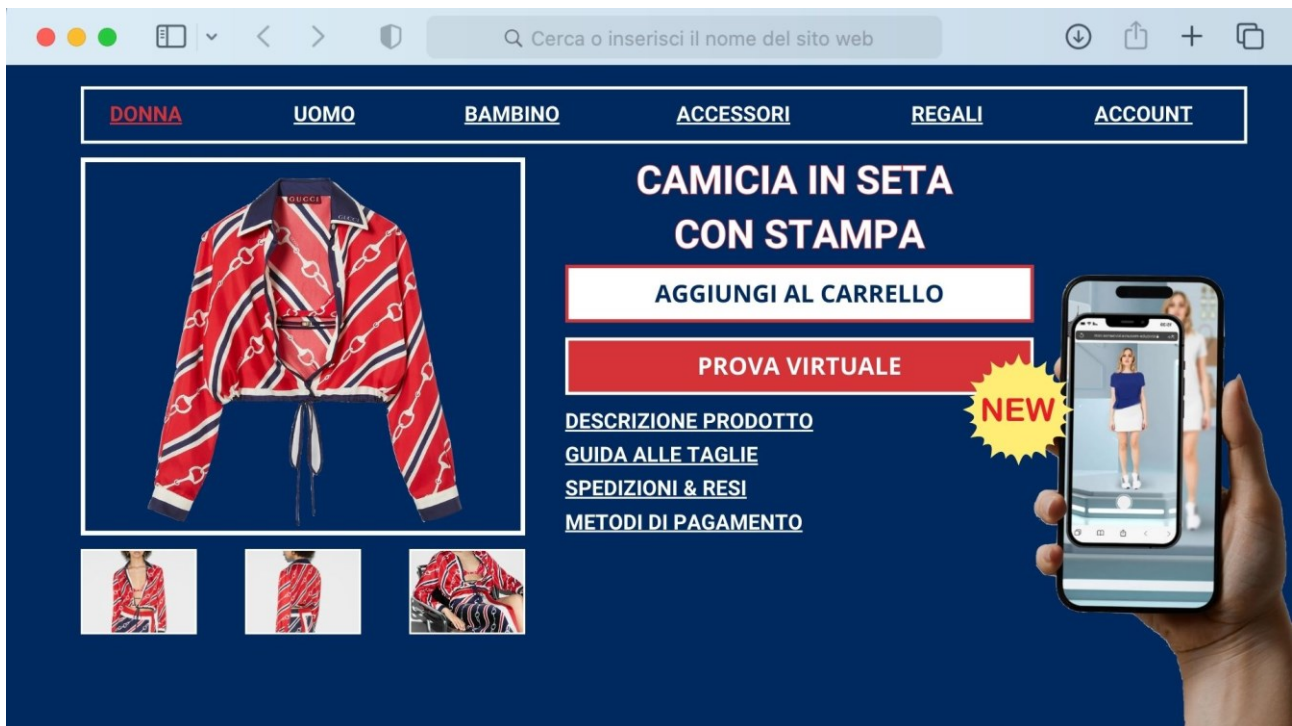 Cerca o inserisci il nome del sito web
DONNA UOMO BAMBINO ACCESSORI REGALI ACCOUNT
CAMICIA IN SETA
CON STAMPA
GUCCI
AGGIUNGI AL CARRELLO
PROVA VIRTUALE
NEW
DESCRIZIONE PRODOTTO
GUIDA ALLE TAGLIE
SPEDIZIONI & RESI
METODI DI PAGAMENTO